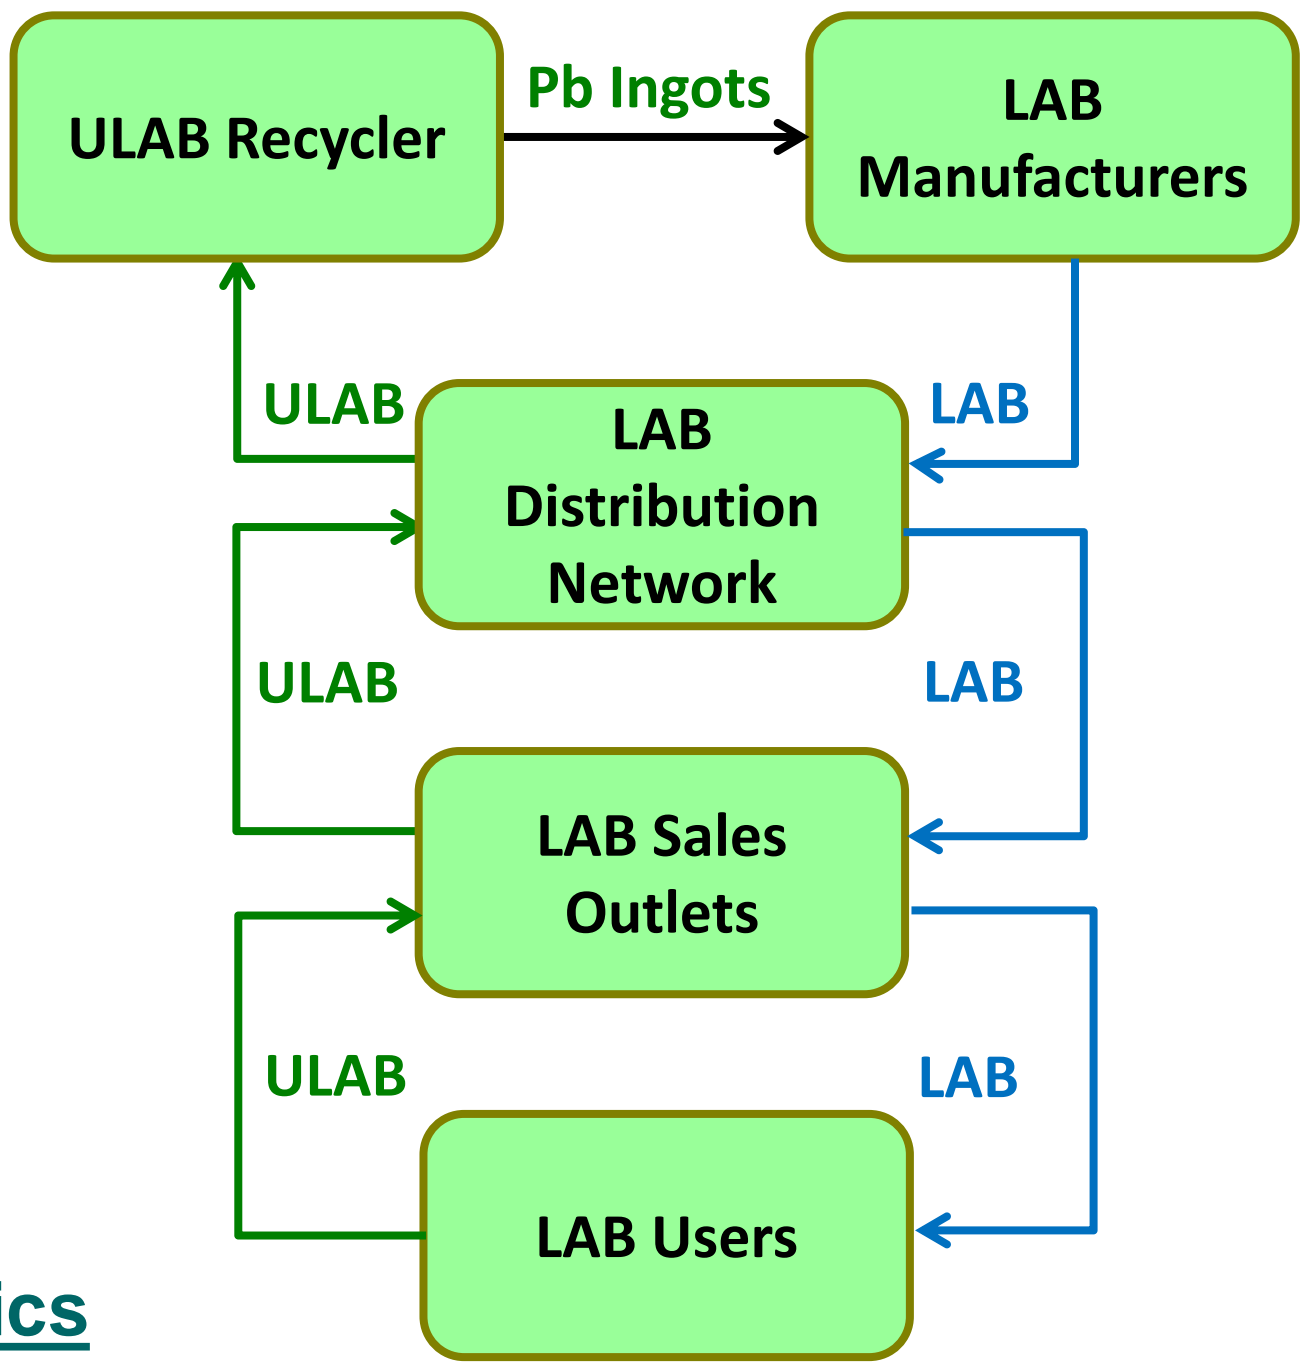 Pb Ingots
ULAB Recycler
LAB
Manufacturers
ULAB
LAB
Distribution
Network
LAB
ULAB
LAB
LAB Sales
Outlets
ULAB
LAB
LAB Users
ics